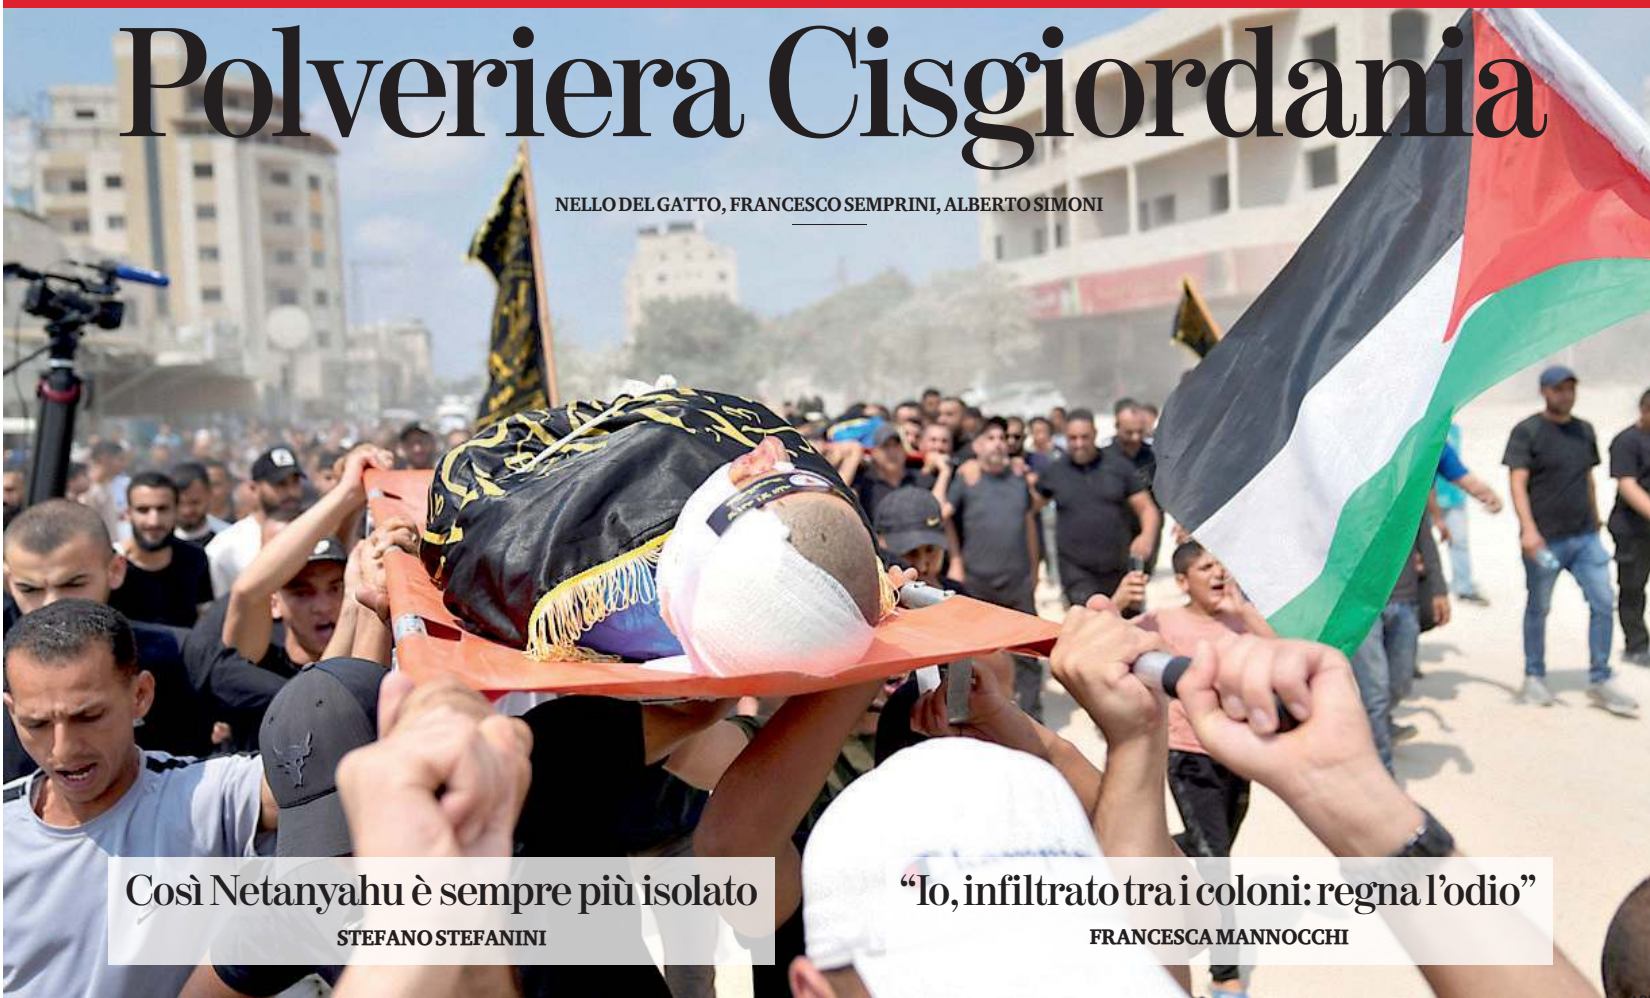 Polveriera Cisgiordania
NELLO DEL GATTO, FRANCESCO SEMPRINI, ALBERTO SIMONI
Così Netanyahu è sempre più isolato
STEFANO STEFANINI
“Io, infiltrato tra i coloni: regna l’odio”
FRANCESCA MANNOCCHI